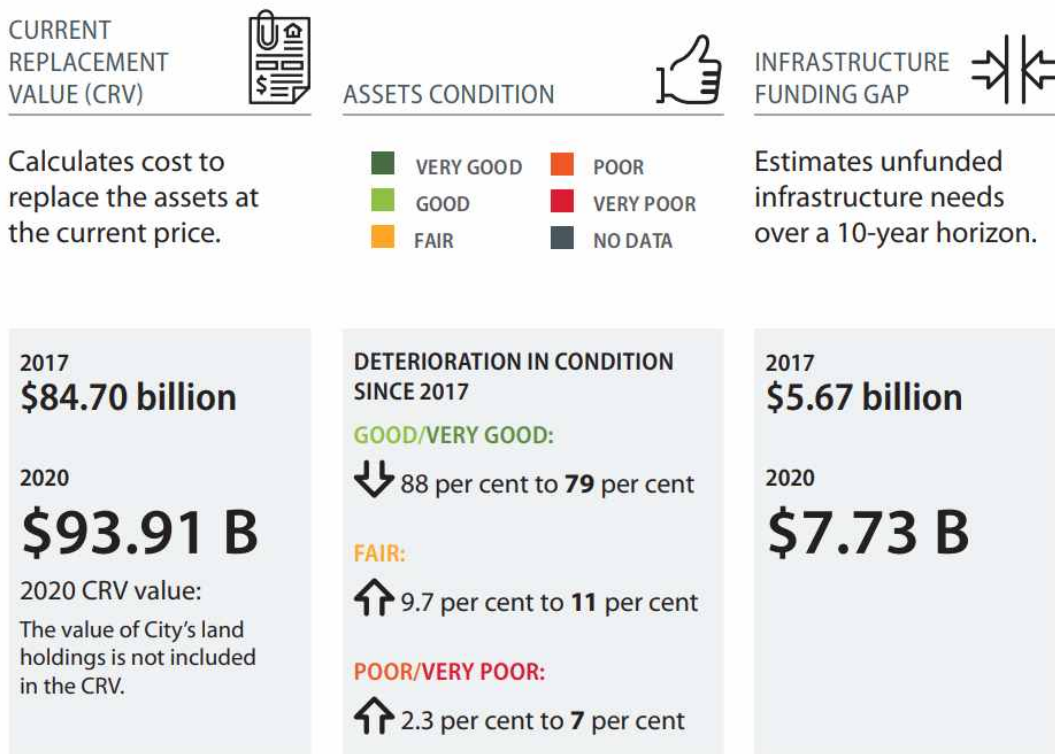 CURRENT
REPLACEMENT
VALUE (CRV)
$
Calculates cost to
replace the assets at
the current price.
2017
$84.70 billion
2020
$93.91 B
2020 CRV value:
The value of City's land
holdings is not included
in the CRV.
ASSETS CONDITION
VERY GOOD
GOOD
FAIR
POOR
VERY POOR
NO DATA
DETERIORATION IN CONDITION
SINCE 2017
GOOD/VERY GOOD:
88 per cent to 79 per cent
FAIR:
9.7 per cent to 11 per cent
POOR/VERY POOR:
2.3 per cent to 7 per cent
INFRASTRUCTURE
FUNDING GAP
Estimates unfunded
infrastructure needs
over a 10-year horizon.
2017
$5.67 billion
2020
$7.73 B